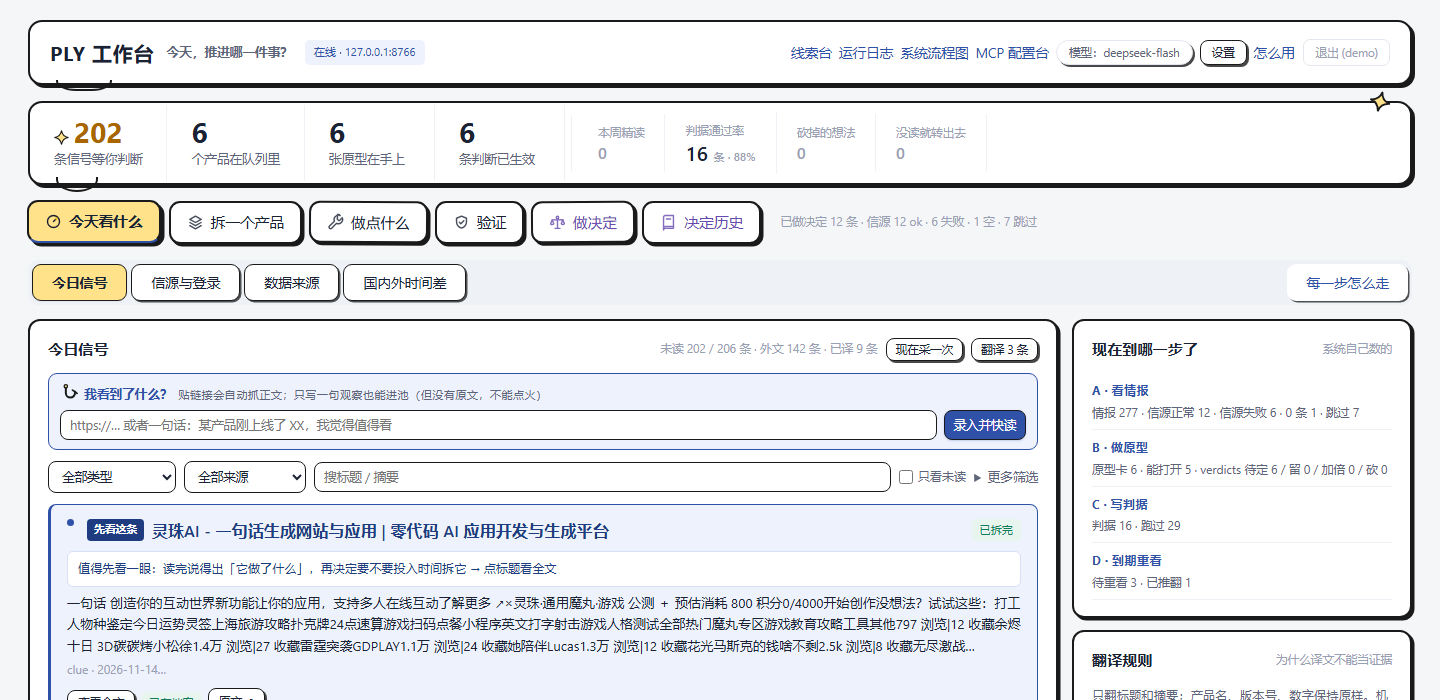 PLY 工作台 今天，推进哪一件事？ 在线 · 127.0.0.1:8766 线索台 运行日志 系统流程图 MCP 配置台 模型：deepseek-flash 设置 怎么用 退出 (demo)
202 6 6 6 本周精读 判据通过率 砍掉的想法 没读就转出去
条信号等你判断 个产品在队列里 张原型在手上 条判断已生效 0 16 条 · 88% 0 0
今天看什么 拆一个产品 做点什么 验证 做决定 决定历史 已做决定 12 条 · 信源 12 ok · 6 失败 · 1 空 · 7 跳过
今日信号 信源与登录 数据来源 国内外时间差 每一步怎么走
今日信号 未读 202 / 206 条 · 外文 142 条 · 已译 9 条 现在采一次 翻译 3 条
我看到了什么？ 贴链接会自动抓正文；只写一句观察也能进池（但没有原文，不能点火）
https://... 或者一句话：某产品刚上线了 XX，我觉得值得看 录入并快读
全部类型 全部来源 搜标题 / 摘要 只看未读 ▶ 更多筛选
先看这条 灵珠AI - 一句话生成网站与应用 | 零代码 AI 应用开发与生成平台 已拆完
值得先看一眼：读完说得出「它做了什么」，再决定要不要投入时间拆它 → 点标题看全文
一句话 创造你的互动世界新功能让你的应用，支持多人在线互动了解更多 ↗×灵珠·通用魔丸·游戏 公测 + 预估消耗 800 积分0/4000开始创作没想法？试试这些：打工
人物种鉴定今日运势灵签上海旅游攻略扑克牌24点速算游戏扫码点餐小程序英文打字射击游戏人格测试全部热门魔丸专区游戏教育攻略工具其他797 浏览|12 收藏余烬
十日 3D碳碳烤小松徐1.4万 浏览|27 收藏雷霆突袭GDPLAY1.1万 浏览|24 收藏她陪伴Lucas1.3万 浏览|12 收藏花光马斯克的钱啥不剩2.5k 浏览|8 收藏无尽激战...
clue · 2026-11-14...
现在到哪一步了 系统自己数的
A · 看情报
情报 277 · 信源正常 12 · 信源失败 6 · 0 条 1 · 跳过 7
B · 做原型
原型卡 6 · 能打开 5 · verdicts 待定 6 / 留 0 / 加倍 0 / 砍 0
C · 写判据
判据 16 · 跑过 29
D · 到期重看
待重看 3 · 已推翻 1
翻译规则 为什么译文不能当证据
只翻标题和摘要；产品名、版本号、数字保持原样。机